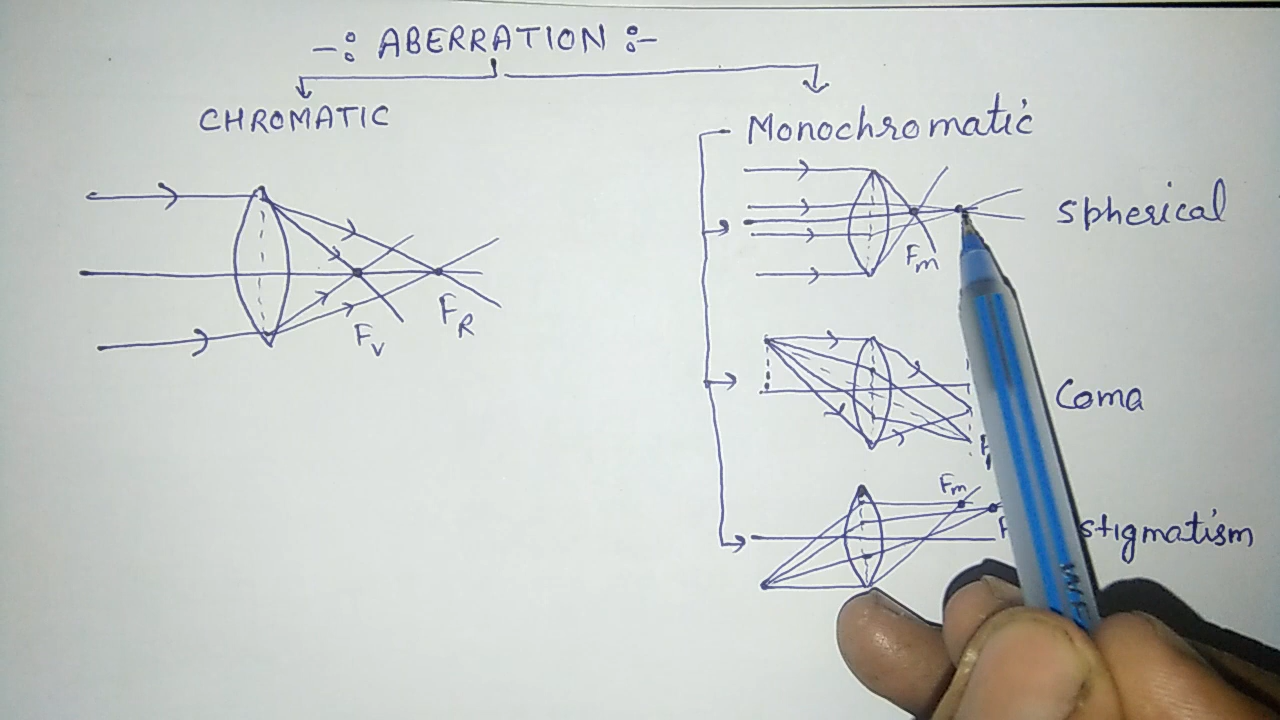 -: ABERRATION :-
CHROMATIC
Monochromatic
Spherical
Fm
FV
FR
Coma
Fm
stigmatism